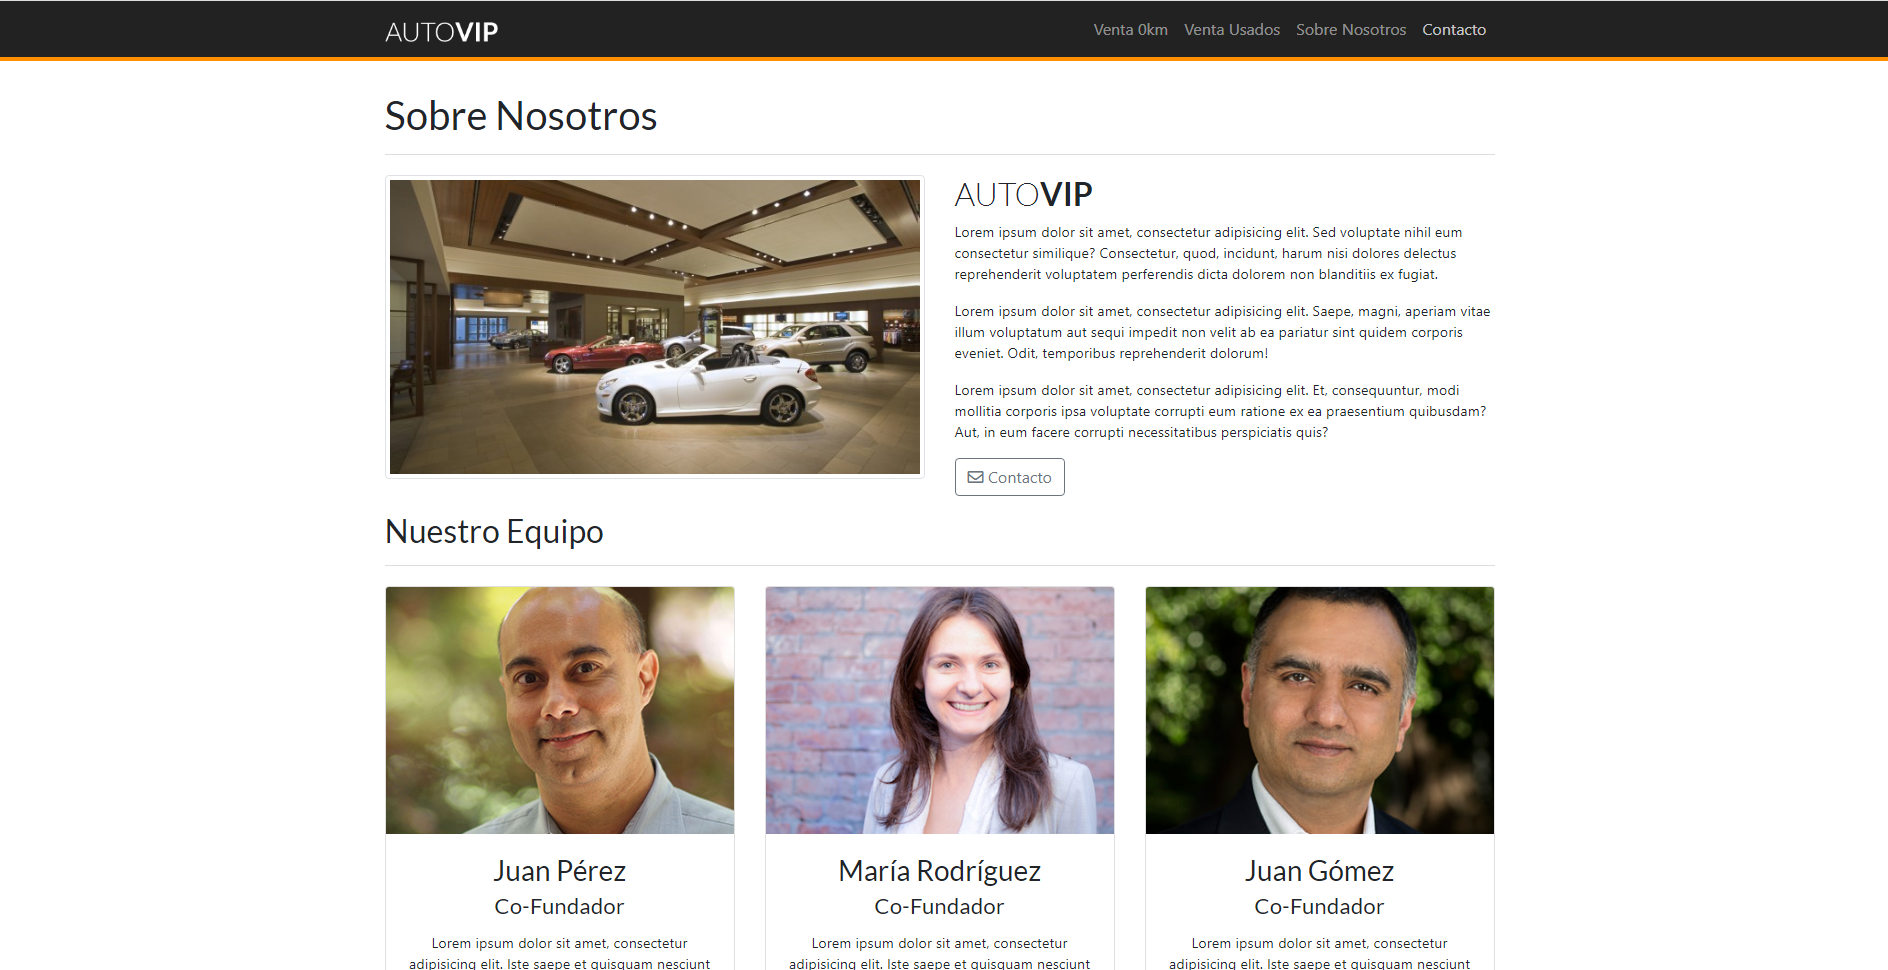 AUTOVIP
Venta 0km Venta Usados Sobre Nosotros Contacto
Sobre Nosotros
AUTOVIP
Lorem ipsum dolor sit amet, consectetur adipisicing elit. Sed voluptate nihil eum
consectetur similique? Consectetur, quod, incidunt, harum nisi dolores delectus
reprehenderit voluptatem perferendis dicta dolorem non blanditiis ex fugiat.
Lorem ipsum dolor sit amet, consectetur adipisicing elit. Saepe, magni, aperiam vitae
illum voluptatum aut sequi impedit non velit ab ea pariatur sint quidem corporis
eveniet. Odit, temporibus reprehenderit dolorum!
Lorem ipsum dolor sit amet, consectetur adipisicing elit. Et, consequuntur, modi
mollitia corporis ipsa voluptate corrupti eum ratione ex ea praesentium quibusdam?
Aut, in eum facere corrupti necessitatibus perspiciatis quis?
Contacto
Nuestro Equipo
Juan Pérez
Co-Fundador
Lorem ipsum dolor sit amet, consectetur
adipisicing elit. Iste saepe et quisquam nesciunt
María Rodríguez
Co-Fundador
Lorem ipsum dolor sit amet, consectetur
adipisicing elit. Iste saepe et quisquam nesciunt
Juan Gómez
Co-Fundador
Lorem ipsum dolor sit amet, consectetur
adipisicing elit. Iste saepe et quisquam nesciunt